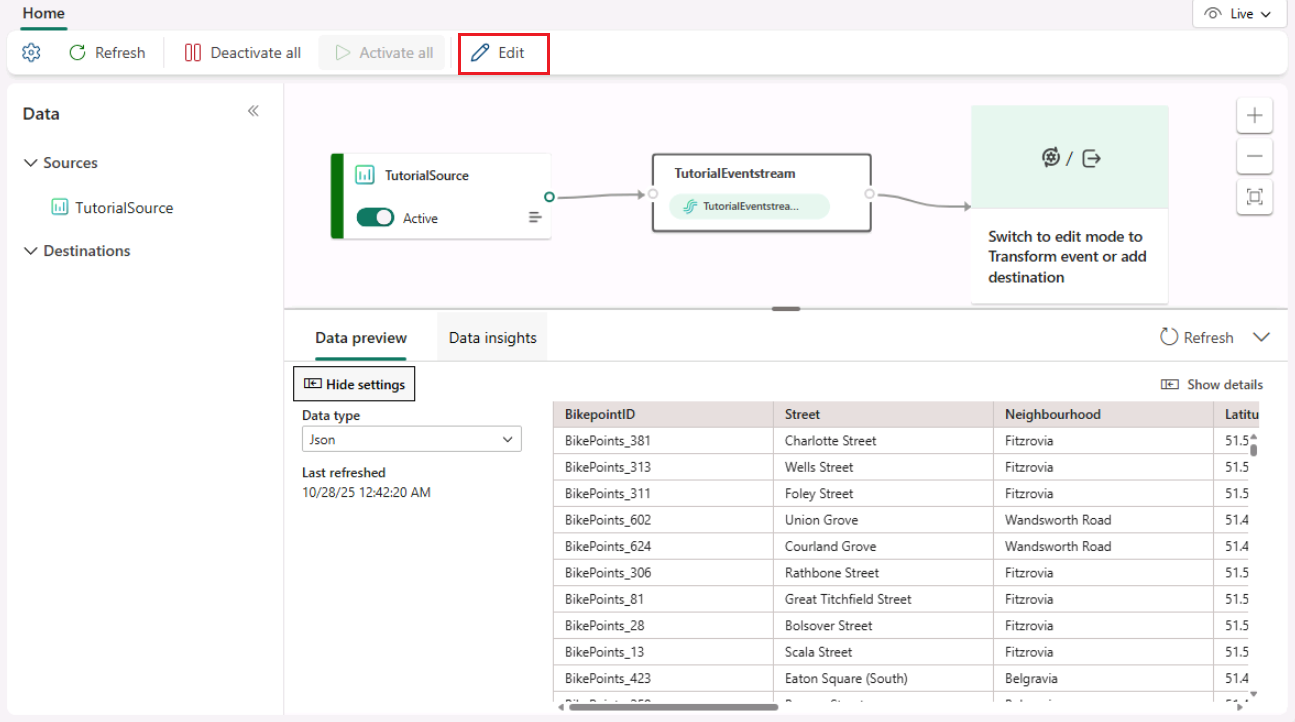 Home
Live
Refresh
Deactivate all
Activate all
Edit
Data
Sources
TutorialSource
Destinations
TutorialSource
Active
TutorialEventstream
TutorialEventstrea...
/
Switch to edit mode to
Transform event or add
destination
Data preview
Data insights
Refresh
Hide settings
Show details
Data type
Json
Last refreshed
10/28/25 12:42:20 AM
BikepointID Street Neighbourhood Latitu
BikePoints_381 Charlotte Street Fitzrovia 51.5
BikePoints_313 Wells Street Fitzrovia 51.5
BikePoints_311 Foley Street Fitzrovia 51.5
BikePoints_602 Union Grove Wandsworth Road 51.4
BikePoints_624 Courland Grove Wandsworth Road 51.4
BikePoints_306 Rathbone Street Fitzrovia 51.5
BikePoints_81 Great Titchfield Street Fitzrovia 51.5
BikePoints_28 Bolsover Street Fitzrovia 51.5
BikePoints_13 Scala Street Fitzrovia 51.5
BikePoints_423 Eaton Square (South) Belgravia 51.4